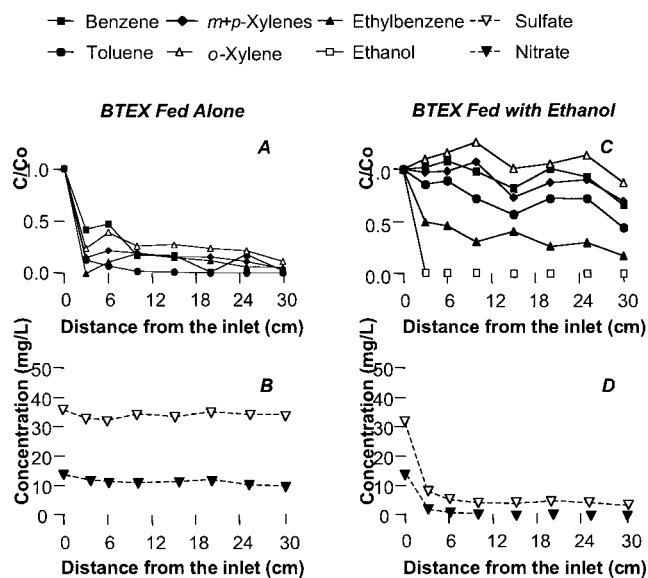 Benzene m+p-Xylenes Ethylbenzene Sulfate
Toluene o-Xylene Ethanol Nitrate
BTEX Fed Alone
A
C/Co
1.0
0.5
0.0
0 6 12 18 24 30
Distance from the inlet (cm)
BTEX Fed with Ethanol
C
C/Co
1.0
0.5
0.0
0 6 12 18 24 30
Distance from the inlet (cm)
B
Concentration (mg/L)
50
40
30
20
10
0
0 6 12 18 24 30
Distance from the inlet (cm)
D
Concentration (mg/L)
50
40
30
20
10
0
0 6 12 18 24 30
Distance from the inlet (cm)